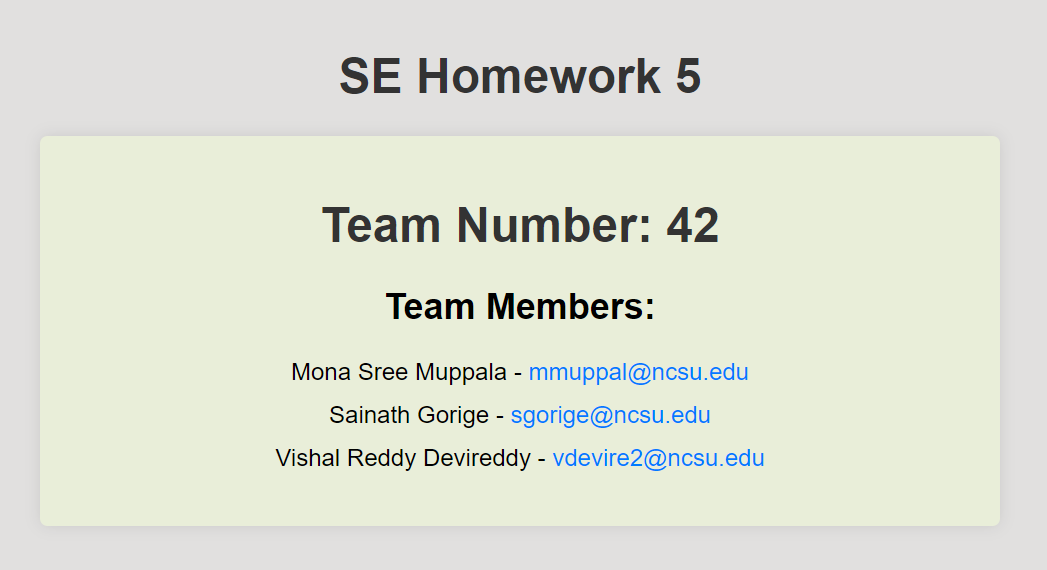 SE Homework 5
Team Number: 42
Team Members:
Mona Sree Muppala - mmuppal@ncsu.edu
Sainath Gorige - sgorige@ncsu.edu
Vishal Reddy Devireddy - vdevire2@ncsu.edu